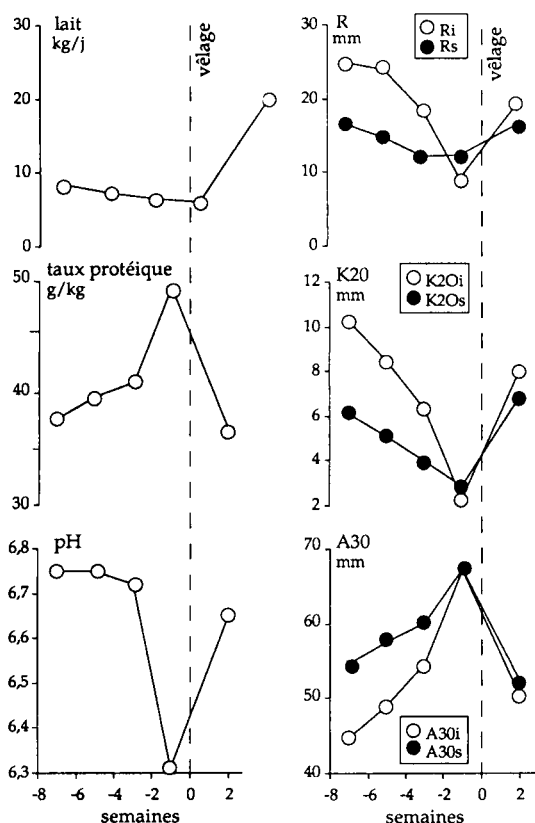 lait
kg/j
30
20
10
0
vêlage
R
mm
Ri
Rs
30
20
10
0
vêlage
taux protéique
g/kg
50
40
30
K20
mm
K2Oi
K2Os
12
10
8
6
4
2
pH
6,8
6,6
6,5
6,4
6,3
A30
mm
70
60
50
40
A30i
A30s
-8 -6 -4 -2 0 2
semaines
-8 -6 -4 -2 0 2
semaines